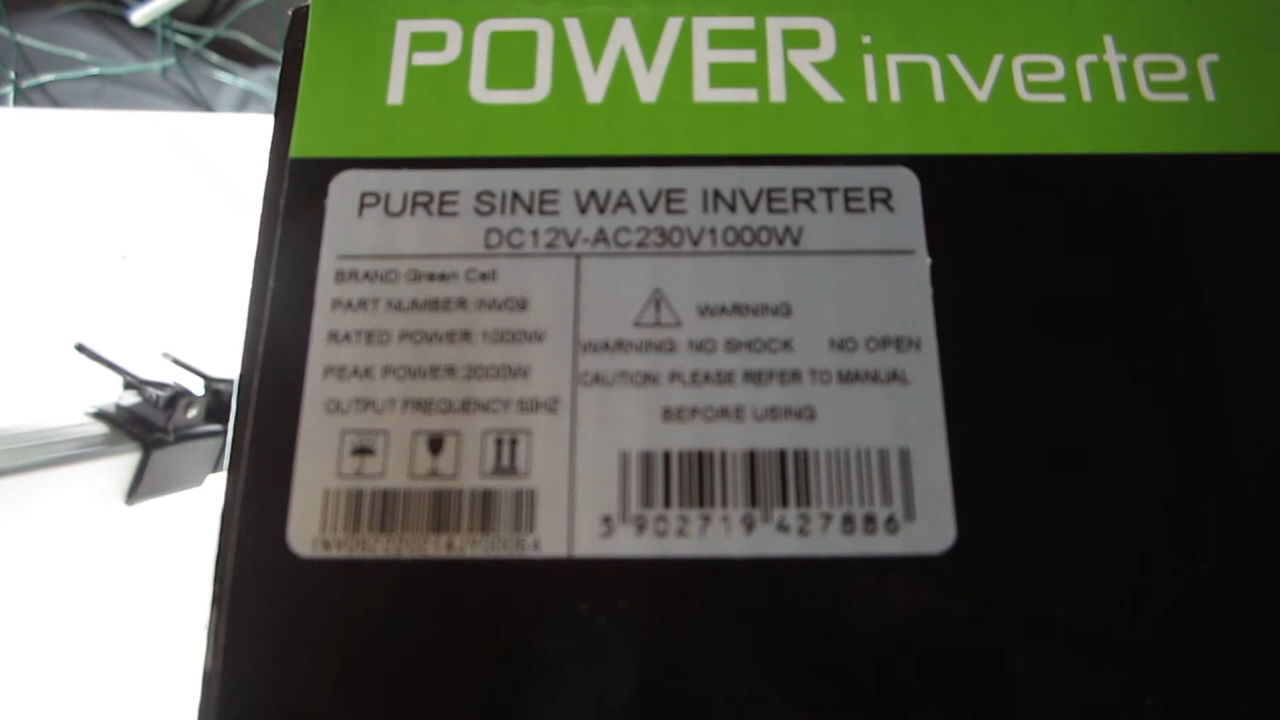 POWER inverter
PURE SINE WAVE INVERTER
DC12V-AC230V1000W
BRAND:Green Cell
PART NUMBER:INV09
RATED POWER:1000W
PEAK POWER:2000W
OUTPUT FREQUENCY:50HZ
WARNING
WARNING: NO SHOCK NO OPEN
CAUTION: PLEASE REFER TO MANUAL
BEFORE USING
5 902719 427886